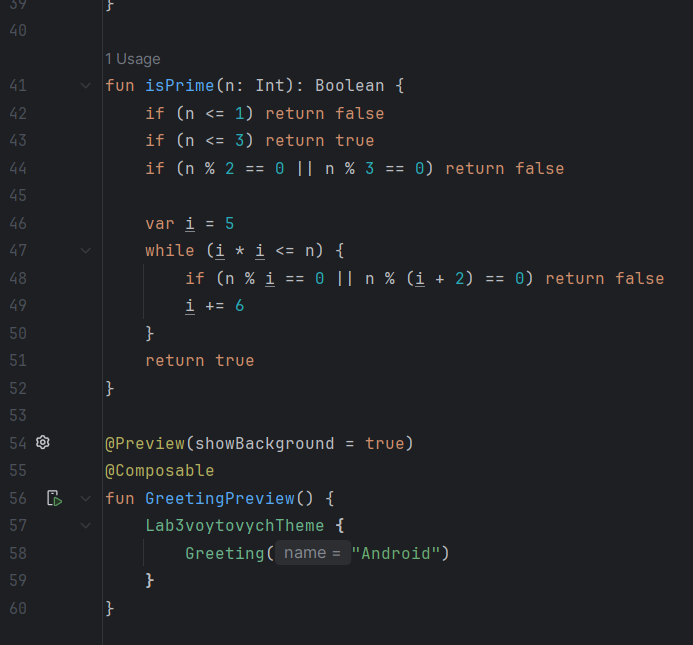 39 }
40
1 Usage
41 fun isPrime(n: Int): Boolean {
42     if (n <= 1) return false
43     if (n <= 3) return true
44     if (n % 2 == 0 || n % 3 == 0) return false
45
46     var i = 5
47     while (i * i <= n) {
48         if (n % i == 0 || n % (i + 2) == 0) return false
49         i += 6
50     }
51     return true
52 }
53
54 @Preview(showBackground = true)
55 @Composable
56 fun GreetingPreview() {
57     Lab3voytovychTheme {
58         Greeting( name = "Android")
59     }
60 }